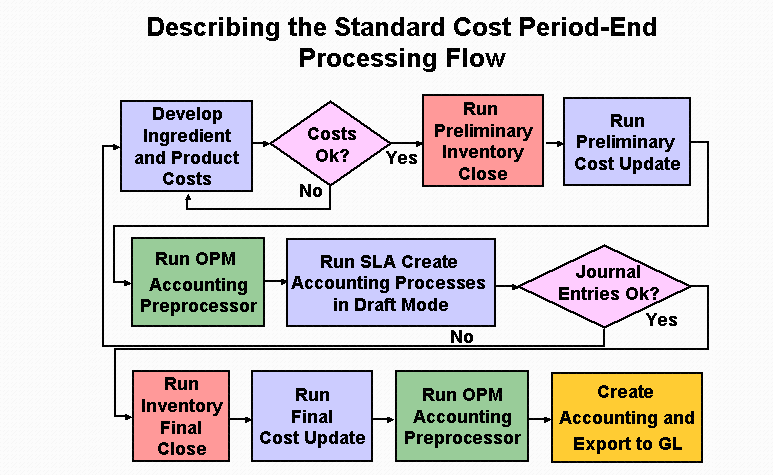 Describing the Standard Cost Period-End
Processing Flow
Develop
Ingredient
and Product
Costs
Costs
Ok?
Yes
No
Run
Preliminary
Inventory
Close
Run
Preliminary
Cost Update
Run OPM
Accounting
Preprocessor
Run SLA Create
Accounting Processes
in Draft Mode
Journal
Entries Ok?
Yes
No
Run
Inventory
Final
Close
Run
Final
Cost Update
Run OPM
Accounting
Preprocessor
Create
Accounting and
Export to GL